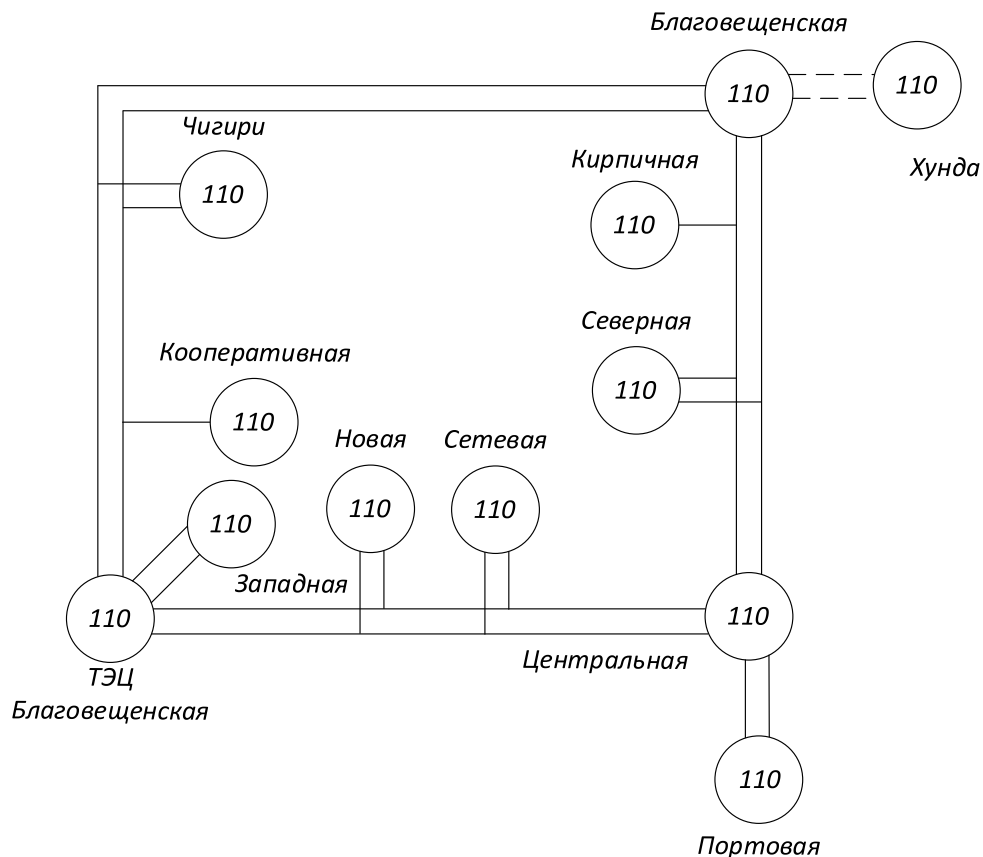 Благовещенская
110
110
Хунда
Чигири
110
Кирпичная
110
Северная
110
Кооперативная
110
Новая
110
Сетевая
110
110
Западная
110
ТЭЦ
Благовещенская
110
Центральная
110
Портовая